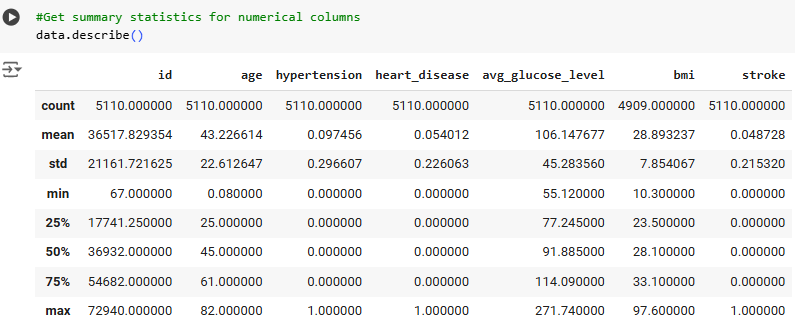 #Get summary statistics for numerical columns
data.describe()
id age hypertension heart_disease avg_glucose_level bmi stroke
count 5110.000000 5110.000000 5110.000000 5110.000000 5110.000000 4909.000000 5110.000000
mean 36517.829354 43.226614 0.097456 0.054012 106.147677 28.893237 0.048728
std 21161.721625 22.612647 0.296607 0.226063 45.283560 7.854067 0.215320
min 67.000000 0.080000 0.000000 0.000000 55.120000 10.300000 0.000000
25% 17741.250000 25.000000 0.000000 0.000000 77.245000 23.500000 0.000000
50% 36932.000000 45.000000 0.000000 0.000000 91.885000 28.100000 0.000000
75% 54682.000000 61.000000 0.000000 0.000000 114.090000 33.100000 0.000000
max 72940.000000 82.000000 1.000000 1.000000 271.740000 97.600000 1.000000